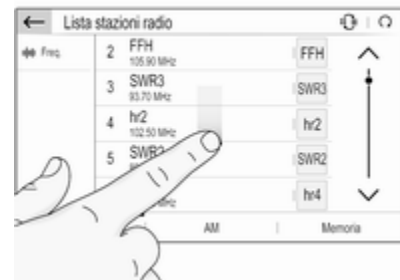 Lista stazioni radio
Freq.
2 FFH FFH
105.90 MHz
3 SWR3 SWR3
93.70 MHz
4 hr2 hr2
102.50 MHz
5 SWR2 SWR2
hr4
MHz
AM Memoria